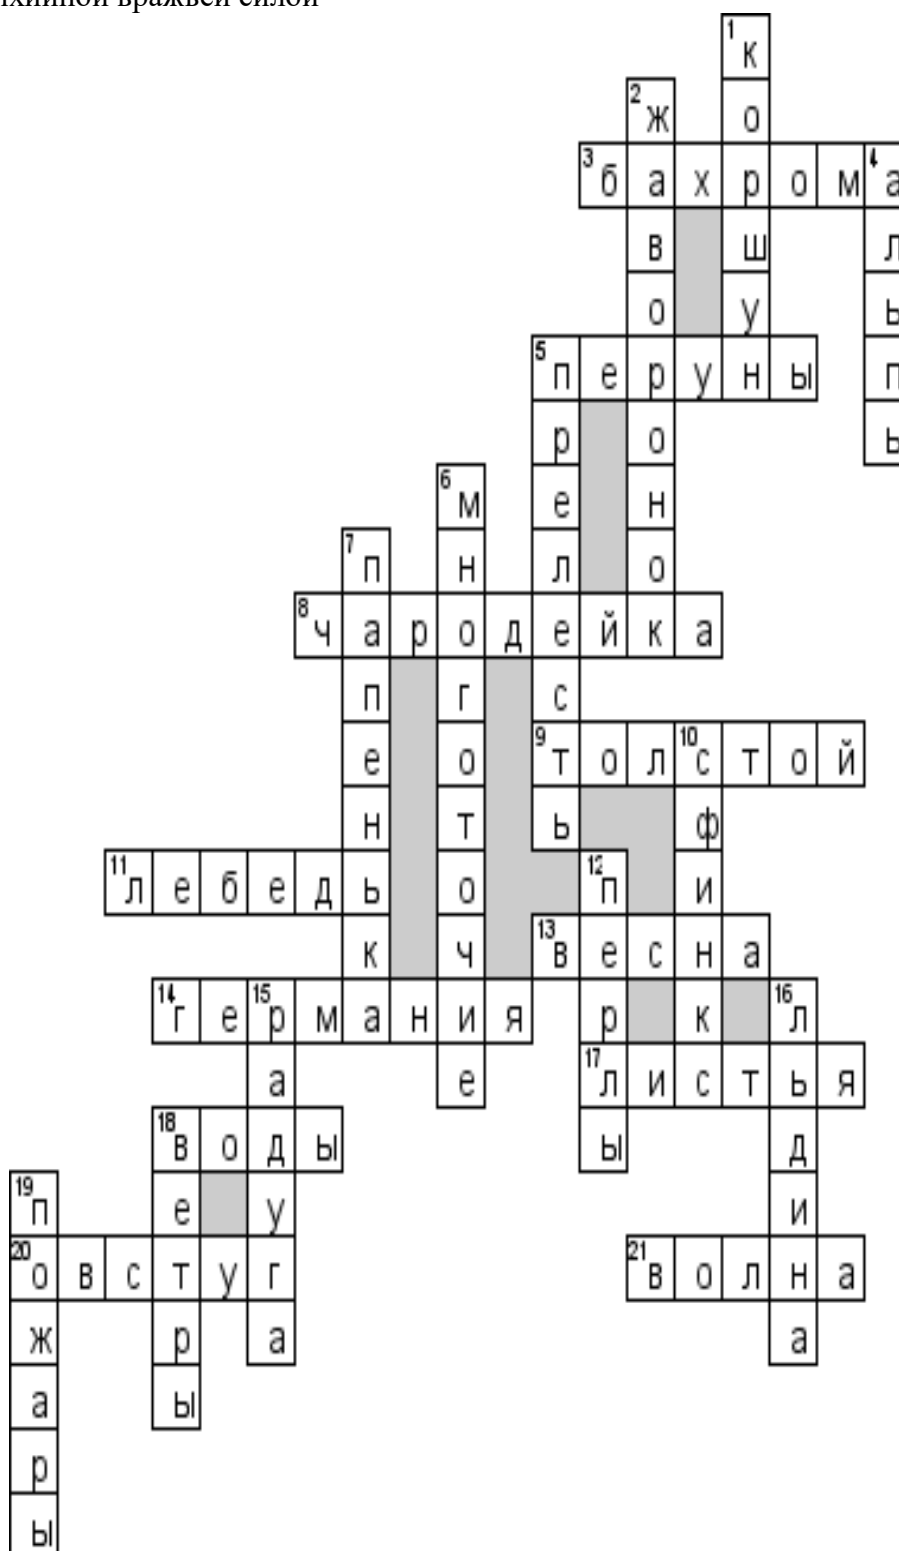 ихийной вражьей силой
1 к
2 ж о
3 б а х р о м 4 а
в ш л
о у ь
5 п е р у н ы п
р о ь
6 м е н
7 п н л о
8 ч а р о д е й к а
п г с
е о 9 т о л 10 с т о й
н т ь ф
11 л е б е д ь о 12 п и
к ч 13 в е с н а
14 г е 15 р м а н и я р к 16 л
а е 17 л и с т ь я
18 в о д ы ы д
19 п е у и
20 о в с т у г 21 в о л н а
ж р а а
а ы
р
ы